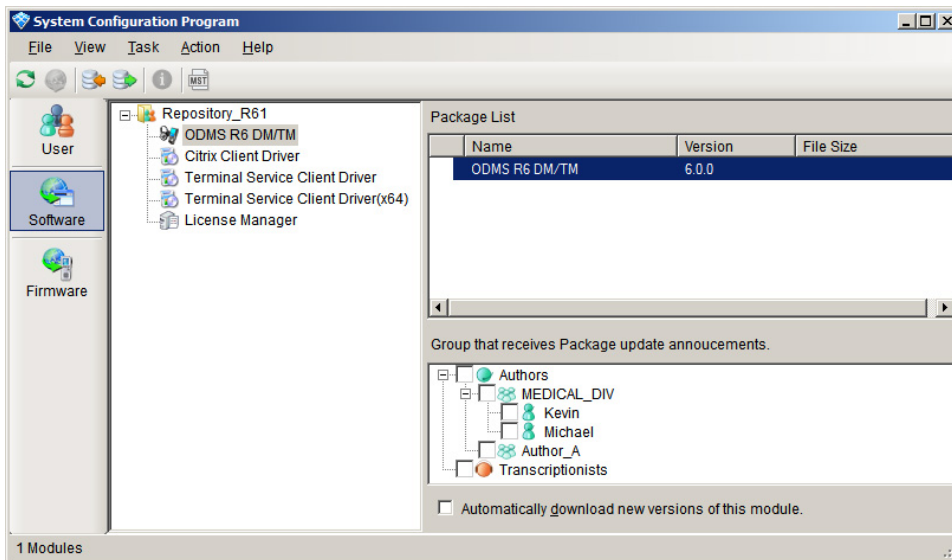 System Configuration Program
File View Task Action Help
MST
User
Software
Firmware
Repository_R61
ODMS R6 DM/TM
Citrix Client Driver
Terminal Service Client Driver
Terminal Service Client Driver(x64)
License Manager
Package List
Name Version File Size
ODMS R6 DM/TM 6.0.0
Group that receives Package update annoucements.
Authors
MEDICAL_DIV
Kevin
Michael
Author_A
Transcriptionists
Automatically download new versions of this module.
1 Modules